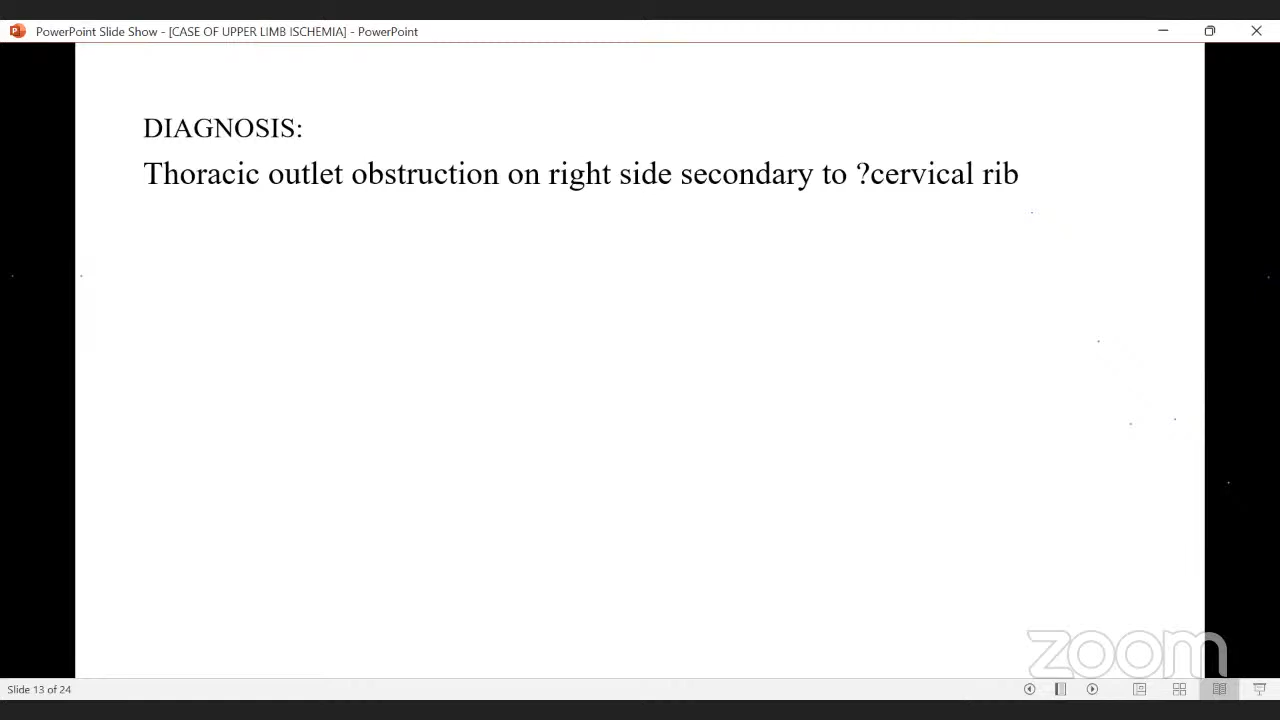 PowerPoint Slide Show - [CASE OF UPPER LIMB ISCHEMIA] - PowerPoint
DIAGNOSIS:
Thoracic outlet obstruction on right side secondary to ?cervical rib
zoom
Slide 13 of 24